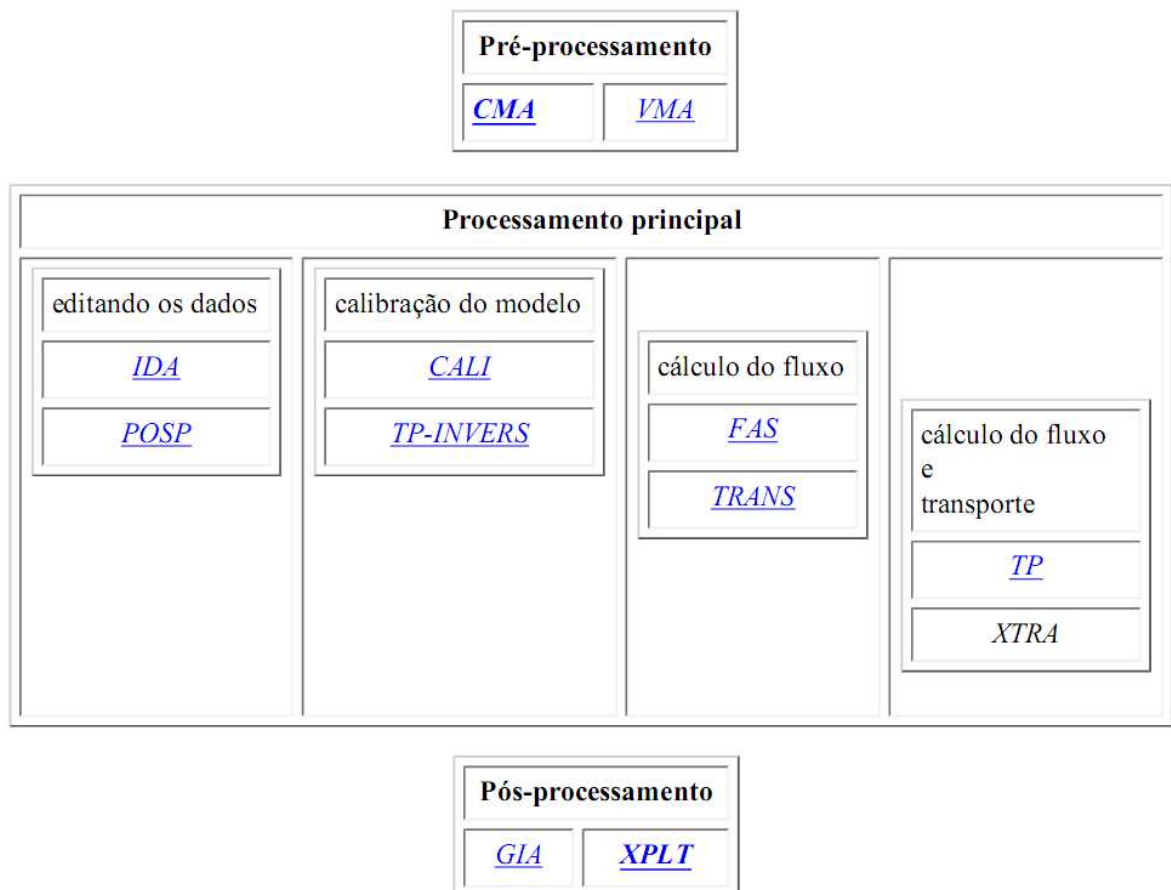 Pré-processamento
CMA VMA
Processamento principal
editando os dados
IDA
POSP
calibração do modelo
CALI
TP-INVERS
cálculo do fluxo
FAS
TRANS
cálculo do fluxo
e
transporte
TP
XTRA
Pós-processamento
GIA XPLT